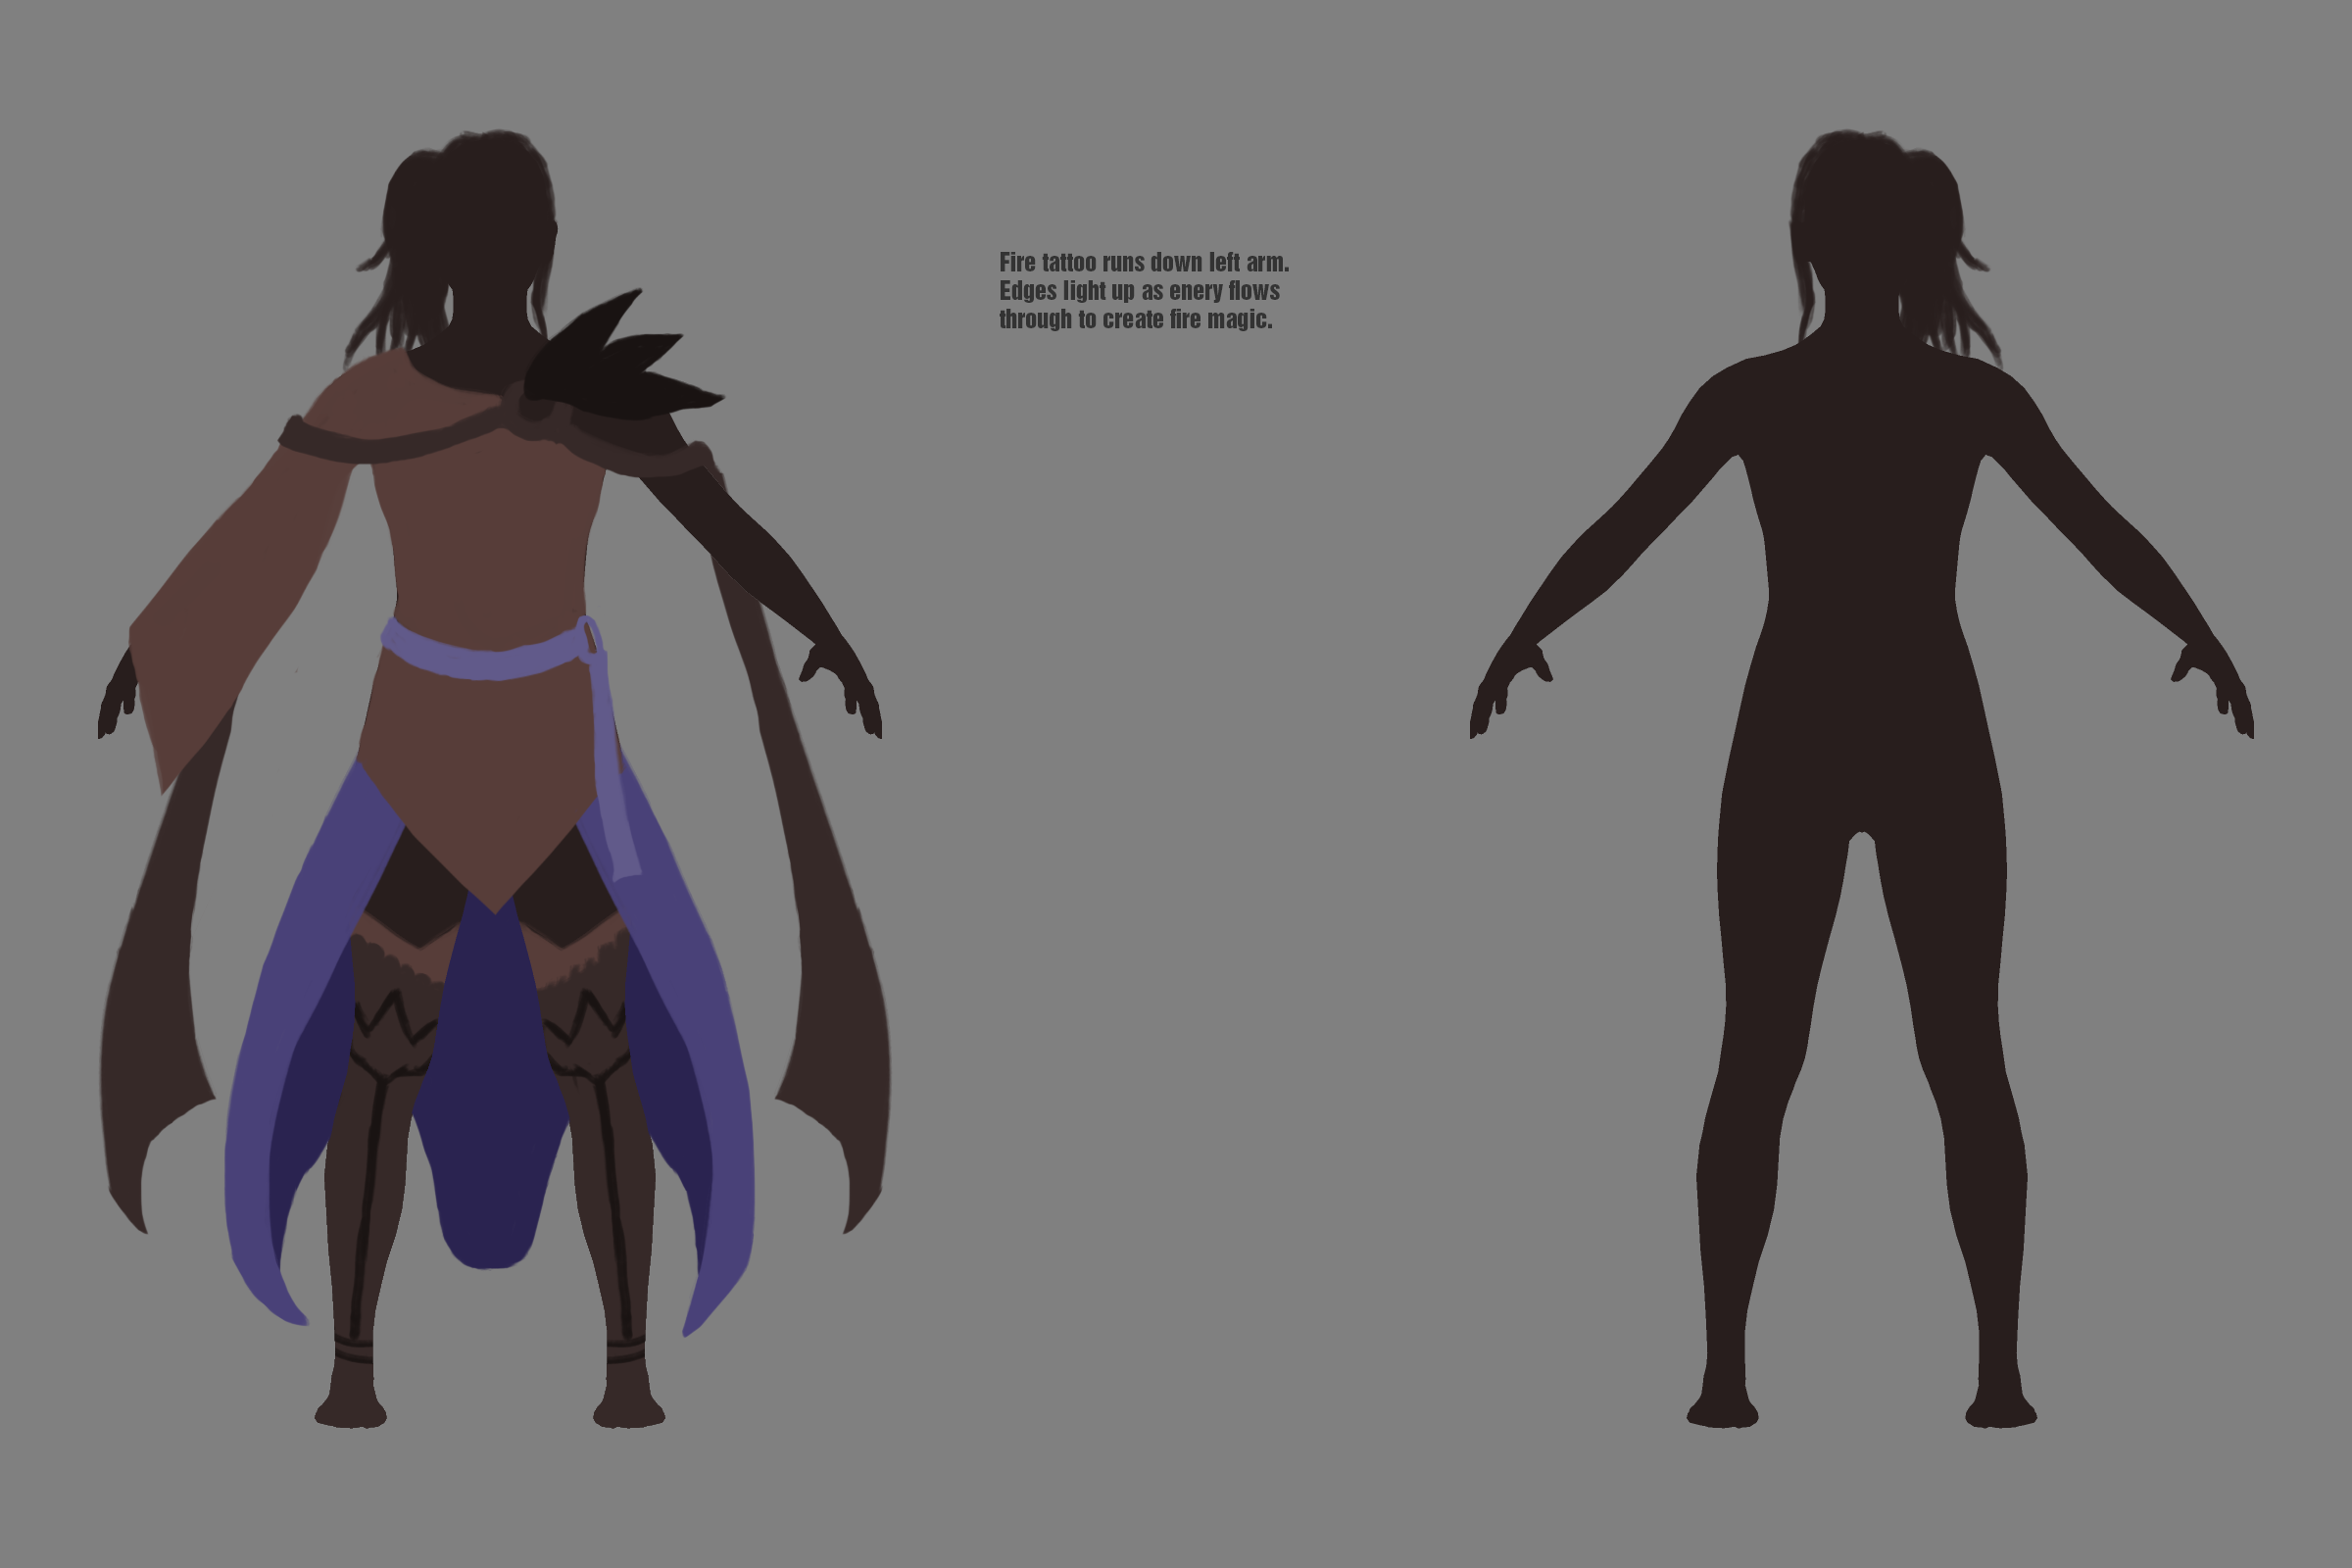 Fire tattoo runs down left arm.
Edges light up as enery flows
through to create fire magic.